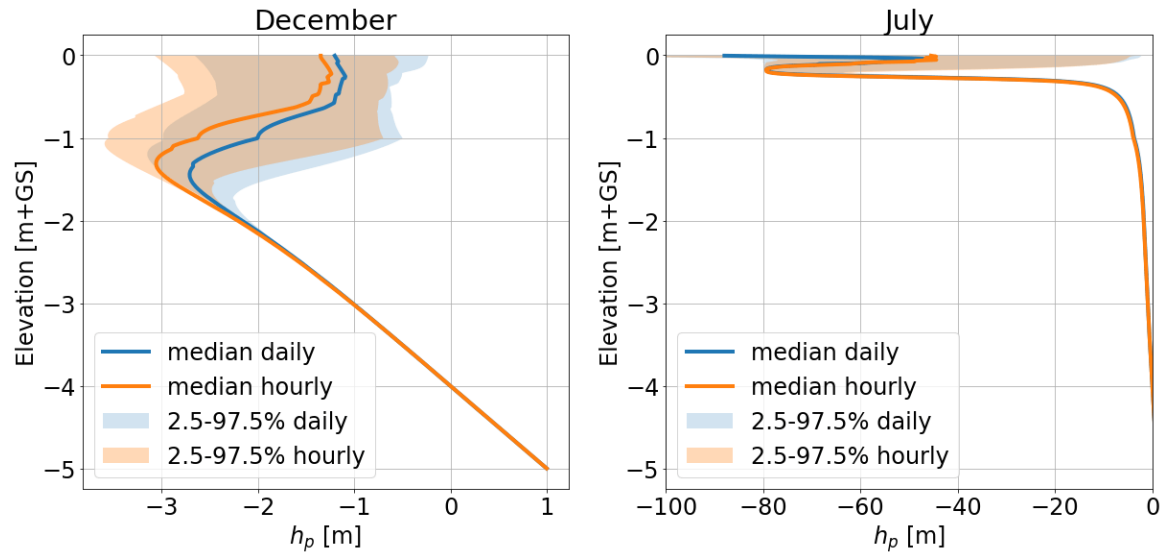 December
Elevation [m+GS]
0
−1
−2
−3
−4
−5
median daily
median hourly
2.5-97.5% daily
2.5-97.5% hourly
−3 −2 −1 0 1
h_p [m]
July
Elevation [m+GS]
0
−1
−2
−3
−4
−5
median daily
median hourly
2.5-97.5% daily
2.5-97.5% hourly
−100 −80 −60 −40 −20 0
h_p [m]